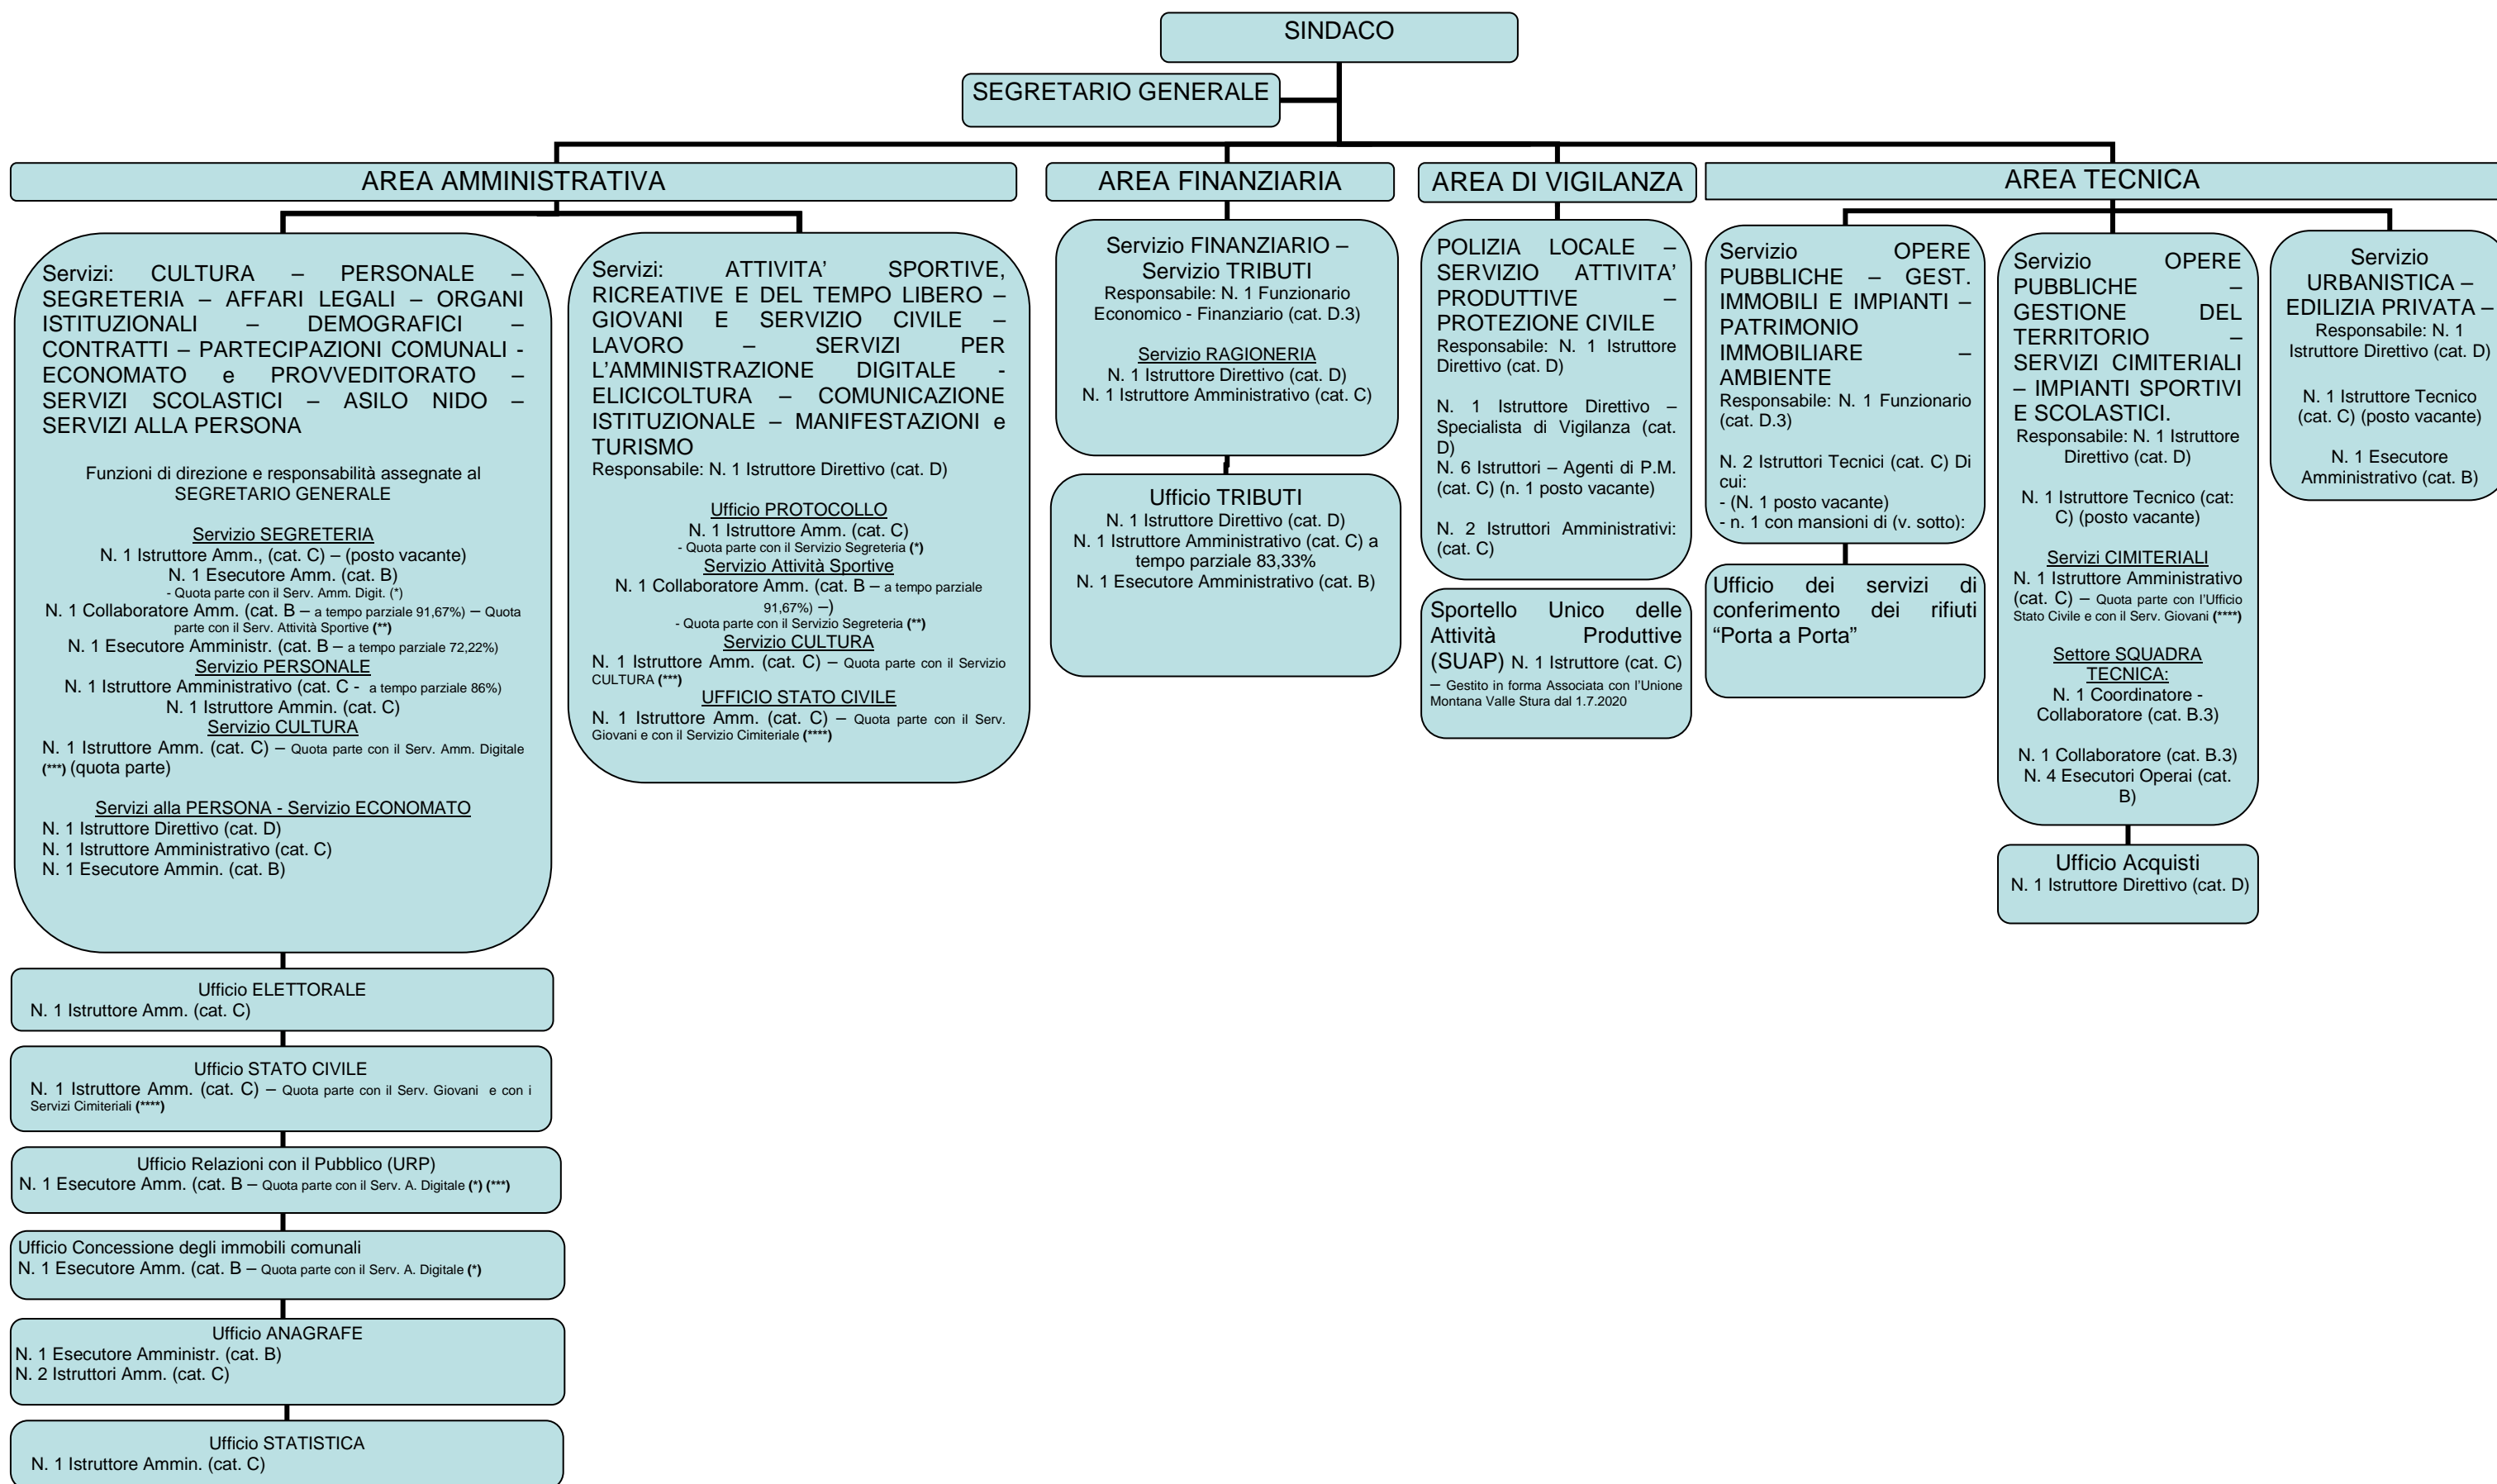 SINDACO
SEGRETARIO GENERALE
AREA AMMINISTRATIVA
Servizi: CULTURA – PERSONALE –
SEGRETERIA – AFFARI LEGALI – ORGANI
ISTITUZIONALI – DEMOGRAFICI –
CONTRATTI – PARTECIPAZIONI COMUNALI -
ECONOMATO e PROVVEDITORATO –
SERVIZI SCOLASTICI – ASILO NIDO –
SERVIZI ALLA PERSONA
Funzioni di direzione e responsabilità assegnate al
SEGRETARIO GENERALE
Servizio SEGRETERIA
N. 1 Istruttore Amm., (cat. C) – (posto vacante)
N. 1 Esecutore Amm. (cat. B)
- Quota parte con il Serv. Amm. Digit. (*)
N. 1 Collaboratore Amm. (cat. B – a tempo parziale 91,67%) – Quota
parte con il Serv. Attività Sportive (**)
N. 1 Esecutore Amministr. (cat. B – a tempo parziale 72,22%)
Servizio PERSONALE
N. 1 Istruttore Amministrativo (cat. C - a tempo parziale 86%)
N. 1 Istruttore Ammin. (cat. C)
Servizio CULTURA
N. 1 Istruttore Amm. (cat. C) – Quota parte con il Serv. Amm. Digitale
(***) (quota parte)
Servizi alla PERSONA - Servizio ECONOMATO
N. 1 Istruttore Direttivo (cat. D)
N. 1 Istruttore Amministrativo (cat. C)
N. 1 Esecutore Ammin. (cat. B)
Ufficio ELETTORALE
N. 1 Istruttore Amm. (cat. C)
Ufficio STATO CIVILE
N. 1 Istruttore Amm. (cat. C) – Quota parte con il Serv. Giovani e con i
Servizi Cimiteriali (****)
Ufficio Relazioni con il Pubblico (URP)
N. 1 Esecutore Amm. (cat. B – Quota parte con il Serv. A. Digitale (*) (***)
Ufficio Concessione degli immobili comunali
N. 1 Esecutore Amm. (cat. B – Quota parte con il Serv. A. Digitale (*)
Ufficio ANAGRAFE
N. 1 Esecutore Amministr. (cat. B)
N. 2 Istruttori Amm. (cat. C)
Ufficio STATISTICA
N. 1 Istruttore Ammin. (cat. C)
Servizi: ATTIVITA' SPORTIVE,
RICREATIVE E DEL TEMPO LIBERO –
GIOVANI E SERVIZIO CIVILE –
LAVORO – SERVIZI PER
L'AMMINISTRAZIONE DIGITALE -
ELICICOLTURA – COMUNICAZIONE
ISTITUZIONALE – MANIFESTAZIONI e
TURISMO
Responsabile: N. 1 Istruttore Direttivo (cat. D)
Ufficio PROTOCOLLO
N. 1 Istruttore Amm. (cat. C)
- Quota parte con il Servizio Segreteria (*)
Servizio Attività Sportive
N. 1 Collaboratore Amm. (cat. B – a tempo parziale
91,67%) –)
- Quota parte con il Servizio Segreteria (**)
Servizio CULTURA
N. 1 Istruttore Amm. (cat. C) – Quota parte con il Servizio
CULTURA (***)
UFFICIO STATO CIVILE
N. 1 Istruttore Amm. (cat. C) – Quota parte con il Serv.
Giovani e con il Servizio Cimiteriale (****)
AREA FINANZIARIA
Servizio FINANZIARIO –
Servizio TRIBUTI
Responsabile: N. 1 Funzionario
Economico - Finanziario (cat. D.3)
Servizio RAGIONERIA
N. 1 Istruttore Direttivo (cat. D)
N. 1 Istruttore Amministrativo (cat. C)
Ufficio TRIBUTI
N. 1 Istruttore Direttivo (cat. D)
N. 1 Istruttore Amministrativo (cat. C) a
tempo parziale 83,33%
N. 1 Esecutore Amministrativo (cat. B)
AREA DI VIGILANZA
POLIZIA LOCALE –
SERVIZIO ATTIVITA'
PRODUTTIVE –
PROTEZIONE CIVILE
Responsabile: N. 1 Istruttore
Direttivo (cat. D)
N. 1 Istruttore Direttivo –
Specialista di Vigilanza (cat.
D)
N. 6 Istruttori – Agenti di P.M.
(cat. C) (n. 1 posto vacante)
N. 2 Istruttori Amministrativi:
(cat. C)
Sportello Unico delle
Attività Produttive
(SUAP) N. 1 Istruttore (cat. C)
– Gestito in forma Associata con l'Unione
Montana Valle Stura dal 1.7.2020
AREA TECNICA
Servizio OPERE
PUBBLICHE – GEST.
IMMOBILI E IMPIANTI –
PATRIMONIO
IMMOBILIARE –
AMBIENTE
Responsabile: N. 1 Funzionario
(cat. D.3)
N. 2 Istruttori Tecnici (cat. C) Di
cui:
- (N. 1 posto vacante)
- n. 1 con mansioni di (v. sotto):
Ufficio dei servizi di
conferimento dei rifiuti
“Porta a Porta”
Servizio OPERE
PUBBLICHE –
GESTIONE DEL
TERRITORIO –
SERVIZI CIMITERIALI
– IMPIANTI SPORTIVI
E SCOLASTICI.
Responsabile: N. 1 Istruttore
Direttivo (cat. D)
N. 1 Istruttore Tecnico (cat:
C) (posto vacante)
Servizi CIMITERIALI
N. 1 Istruttore Amministrativo
(cat. C) – Quota parte con l'Ufficio
Stato Civile e con il Serv. Giovani (****)
Settore SQUADRA
TECNICA:
N. 1 Coordinatore -
Collaboratore (cat. B.3)
N. 1 Collaboratore (cat. B.3)
N. 4 Esecutori Operai (cat.
B)
Ufficio Acquisti
N. 1 Istruttore Direttivo (cat. D)
Servizio
URBANISTICA –
EDILIZIA PRIVATA –
Responsabile: N. 1
Istruttore Direttivo (cat. D)
N. 1 Istruttore Tecnico
(cat. C) (posto vacante)
N. 1 Esecutore
Amministrativo (cat. B)